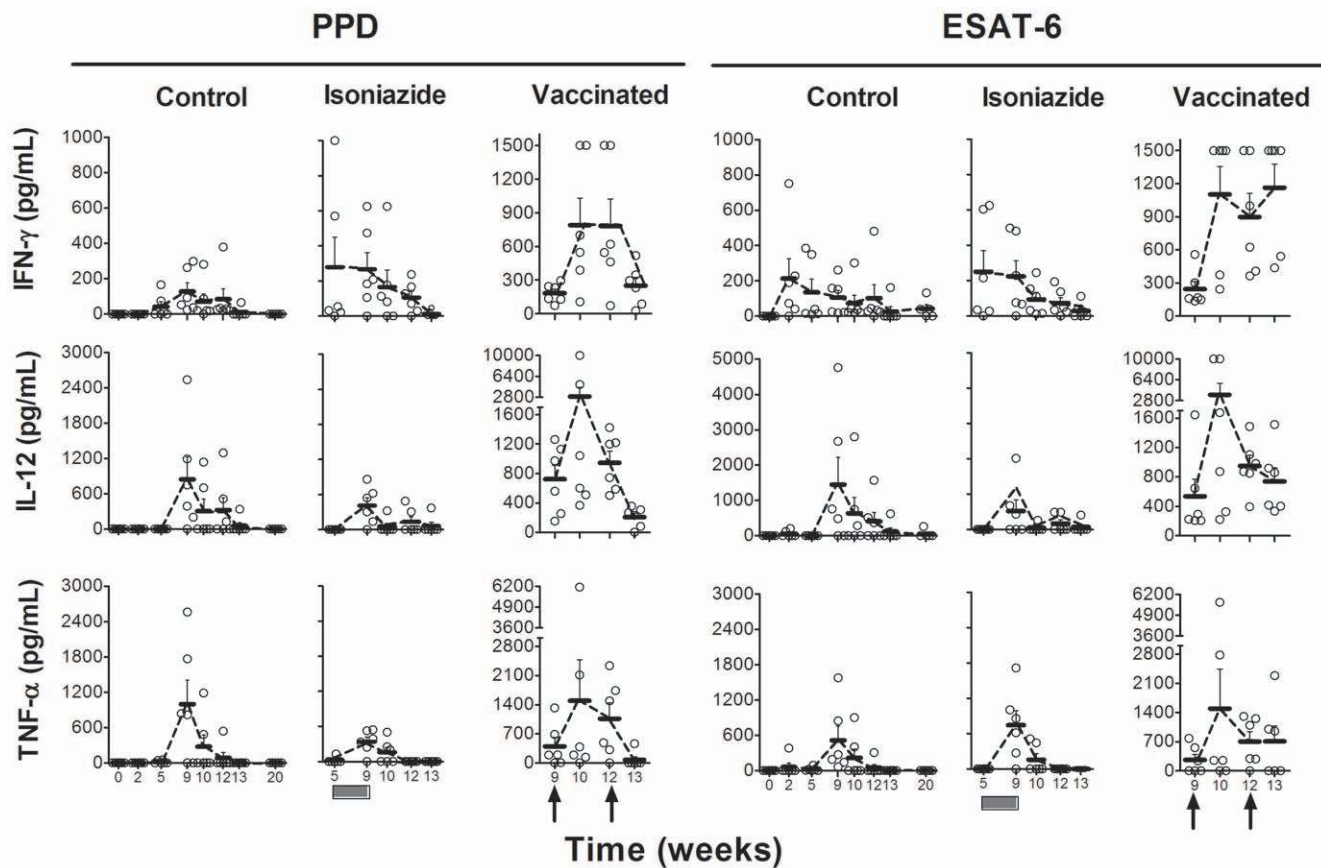 PPD ESAT-6
Control Isoniazide Vaccinated Control Isoniazide Vaccinated
IFN-γ (pg/mL)
1000 800 600 400 200 0
1500 1200 900 600 300 0
1000 800 600 400 200 0
1500 1200 900 600 300 0
IL-12 (pg/mL)
3000 2400 1800 1200 600 0
10000 6400 2800 1600 1200 800 400 0
5000 4000 3000 2000 1000 0
10000 6400 2800 1600 1200 800 400 0
TNF-α (pg/mL)
3000 2400 1800 1200 600 0
6200 4900 3600 2800 2100 1400 700 0
3000 2400 1800 1200 600 0
6200 4900 3600 2800 2100 1400 700 0
0 2 5 9 10 12 13 20
5 9 10 12 13
9 10 12 13
0 2 5 9 10 12 13 20
5 9 10 12 13
9 10 12 13
Time (weeks)